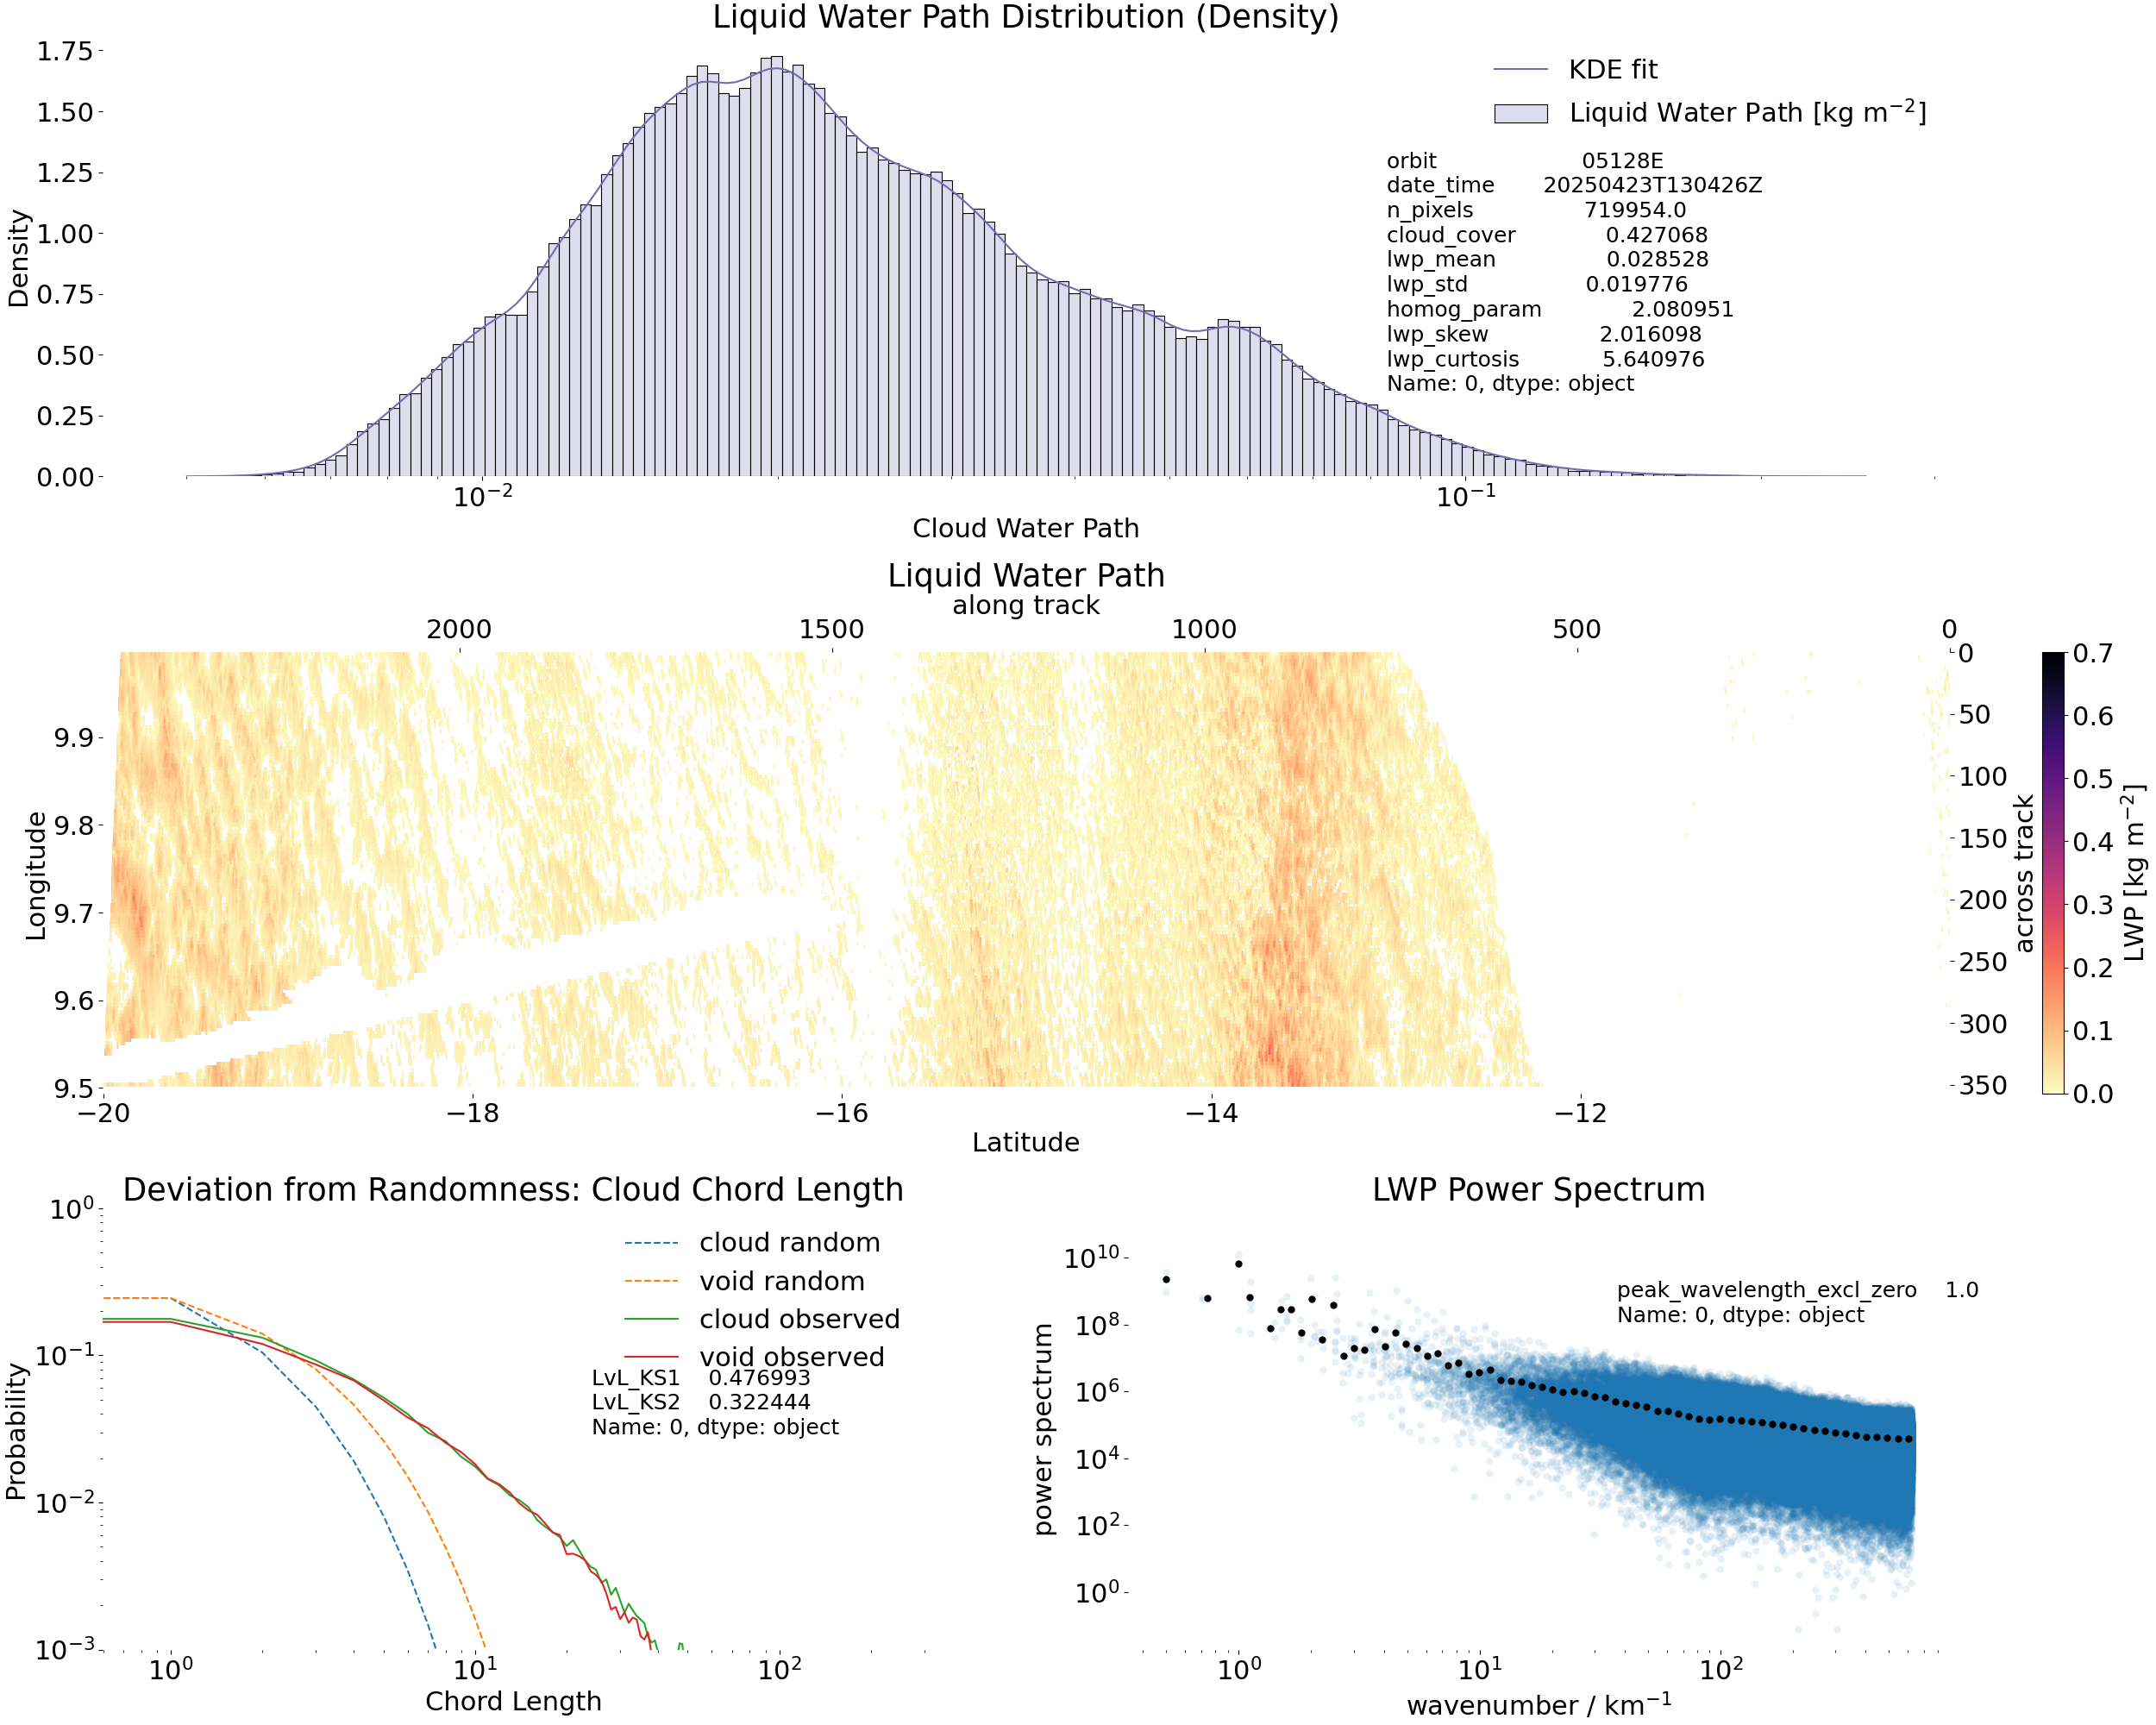 Liquid Water Path Distribution (Density)
1.75
1.50
1.25
1.00
0.75
0.50
0.25
0.00
Density
KDE fit
Liquid Water Path [kg m⁻²]
orbit 05128E
date_time 20250423T130426Z
n_pixels 719954.0
cloud_cover 0.427068
lwp_mean 0.028528
lwp_std 0.019776
homog_param 2.080951
lwp_skew 2.016098
lwp_curtosis 5.640976
Name: 0, dtype: object
10⁻² 10⁻¹
Cloud Water Path
Liquid Water Path
along track
2000 1500 1000 500 0
9.9
9.8
9.7
9.6
9.5
Longitude
0
50
100
150
200
250
300
350
across track
0.7
0.6
0.5
0.4
0.3
0.2
0.1
0.0
LWP [kg m⁻²]
−20 −18 −16 −14 −12
Latitude
Deviation from Randomness: Cloud Chord Length
10⁰
10⁻¹
10⁻²
10⁻³
Probability
cloud random
void random
cloud observed
void observed
LvL_KS1 0.476993
LvL_KS2 0.322444
Name: 0, dtype: object
10⁰ 10¹ 10²
Chord Length
LWP Power Spectrum
10¹⁰
10⁸
10⁶
10⁴
10²
10⁰
power spectrum
peak_wavelength_excl_zero 1.0
Name: 0, dtype: object
10⁰ 10¹ 10²
wavenumber / km⁻¹